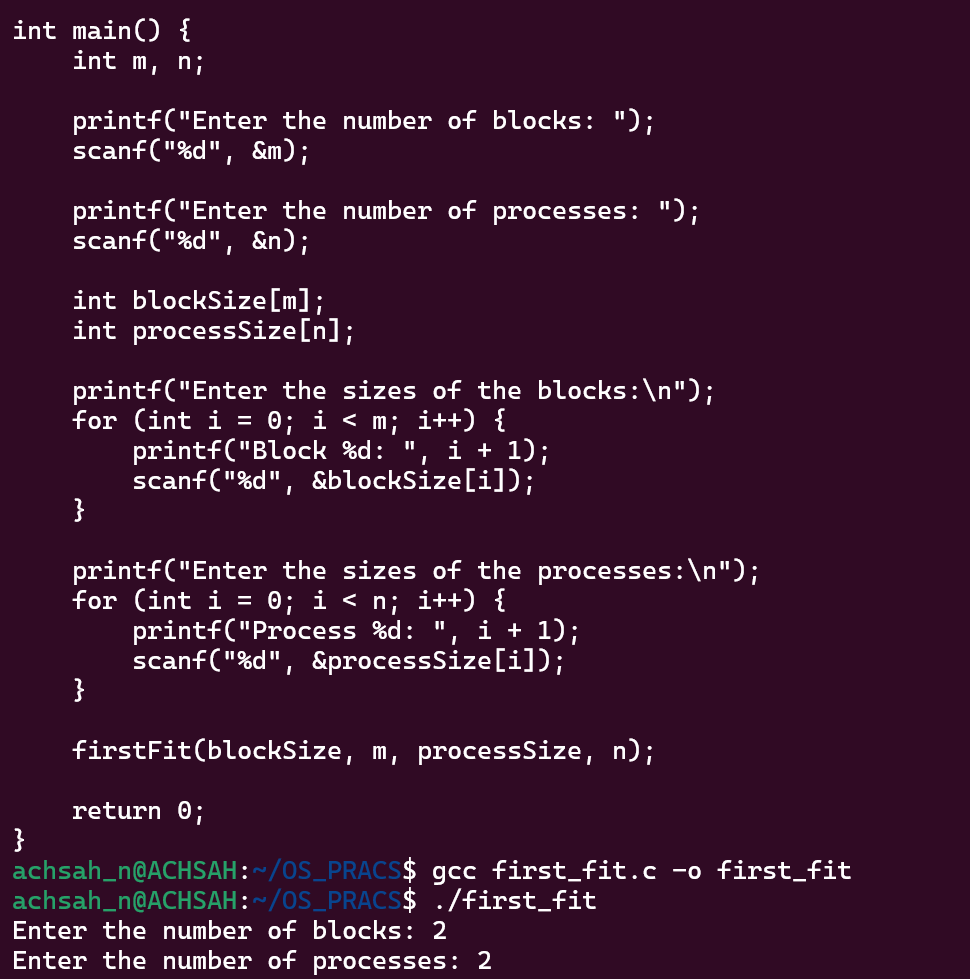 int main() {
    int m, n;

    printf("Enter the number of blocks: ");
    scanf("%d", &m);

    printf("Enter the number of processes: ");
    scanf("%d", &n);

    int blockSize[m];
    int processSize[n];

    printf("Enter the sizes of the blocks:\n");
    for (int i = 0; i < m; i++) {
        printf("Block %d: ", i + 1);
        scanf("%d", &blockSize[i]);
    }

    printf("Enter the sizes of the processes:\n");
    for (int i = 0; i < n; i++) {
        printf("Process %d: ", i + 1);
        scanf("%d", &processSize[i]);
    }

    firstFit(blockSize, m, processSize, n);

    return 0;
}
achsah_n@ACHSAH:~/OS_PRACS$ gcc first_fit.c -o first_fit
achsah_n@ACHSAH:~/OS_PRACS$ ./first_fit
Enter the number of blocks: 2
Enter the number of processes: 2